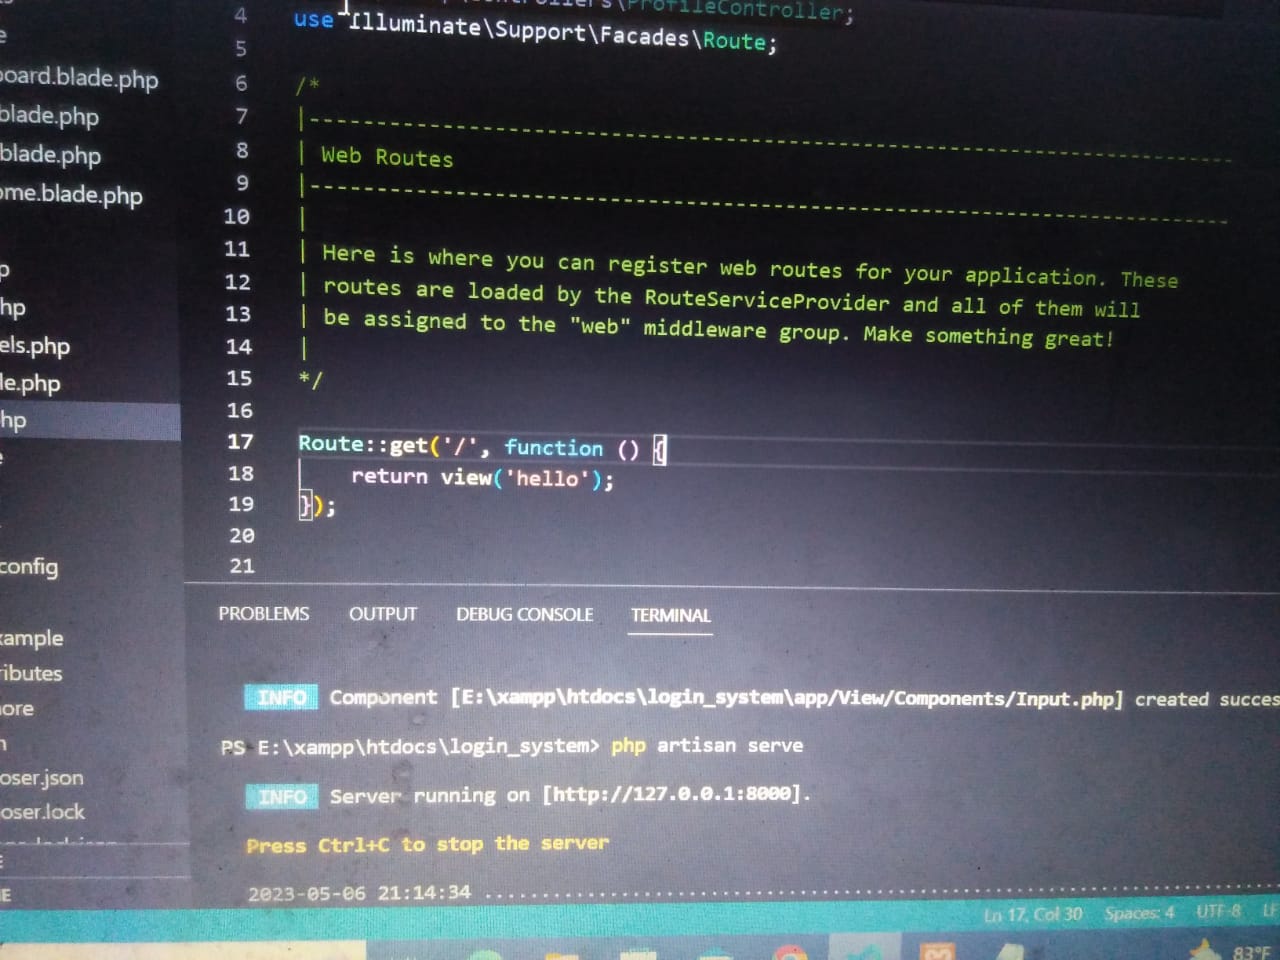 4
\ProfileController;
use Illuminate\Support\Facades\Route;
5
6 /*
7 |--------------------------------------------------------------------------
8 | Web Routes
9 |--------------------------------------------------------------------------
10 |
11 | Here is where you can register web routes for your application. These
12 | routes are loaded by the RouteServiceProvider and all of them will
13 | be assigned to the "web" middleware group. Make something great!
14 |
15 */
16
17 Route::get('/', function () {
18 return view('hello');
19 });
20
21
oard.blade.php
blade.php
blade.php
ome.blade.php
hp
els.php
le.php
hp
config
xample
ributes
ore
oser.json
oser.lock
PROBLEMS OUTPUT DEBUG CONSOLE TERMINAL
INFO Component [E:\xampp\htdocs\login_system\app/View/Components/Input.php] created succes
PS E:\xampp\htdocs\login_system> php artisan serve
INFO Server running on [http://127.0.0.1:8000].
Press Ctrl+C to stop the server
2023-05-06 21:14:34 ........................................
Ln 17, Col 30 Spaces: 4 UTF-8 LF
83°F